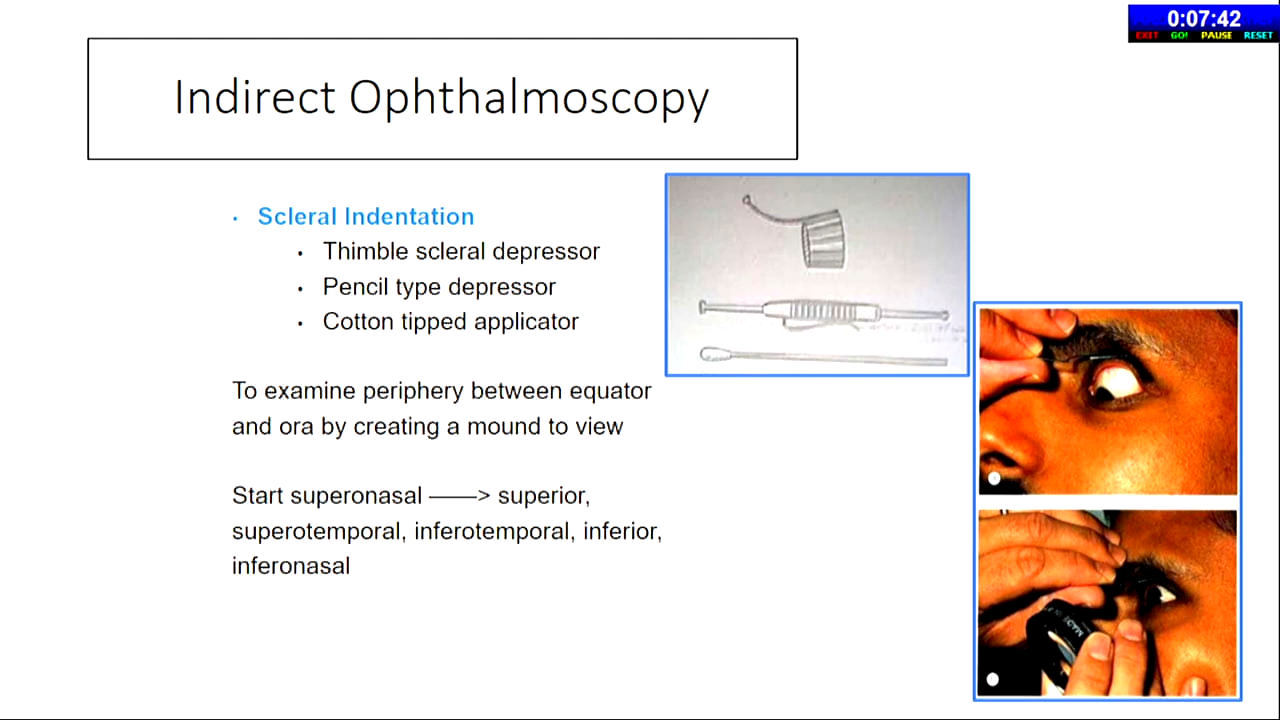 0:07:42
EXIT GO! PAUSE RESET
Indirect Ophthalmoscopy
• Scleral Indentation
• Thimble scleral depressor
• Pencil type depressor
• Cotton tipped applicator
To examine periphery between equator
and ora by creating a mound to view
Start superonasal ——> superior,
superotemporal, inferotemporal, inferior,
inferonasal